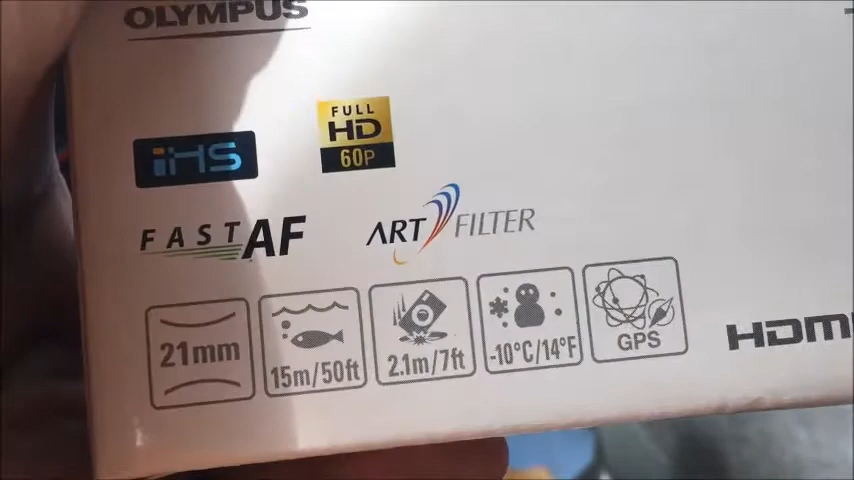 OLYMPUS
FULL
HD
60P
iHS
FAST AF
ART FILTER
21mm
15m/50ft
2.1m/7ft
-10°C/14°F
GPS
HDMI